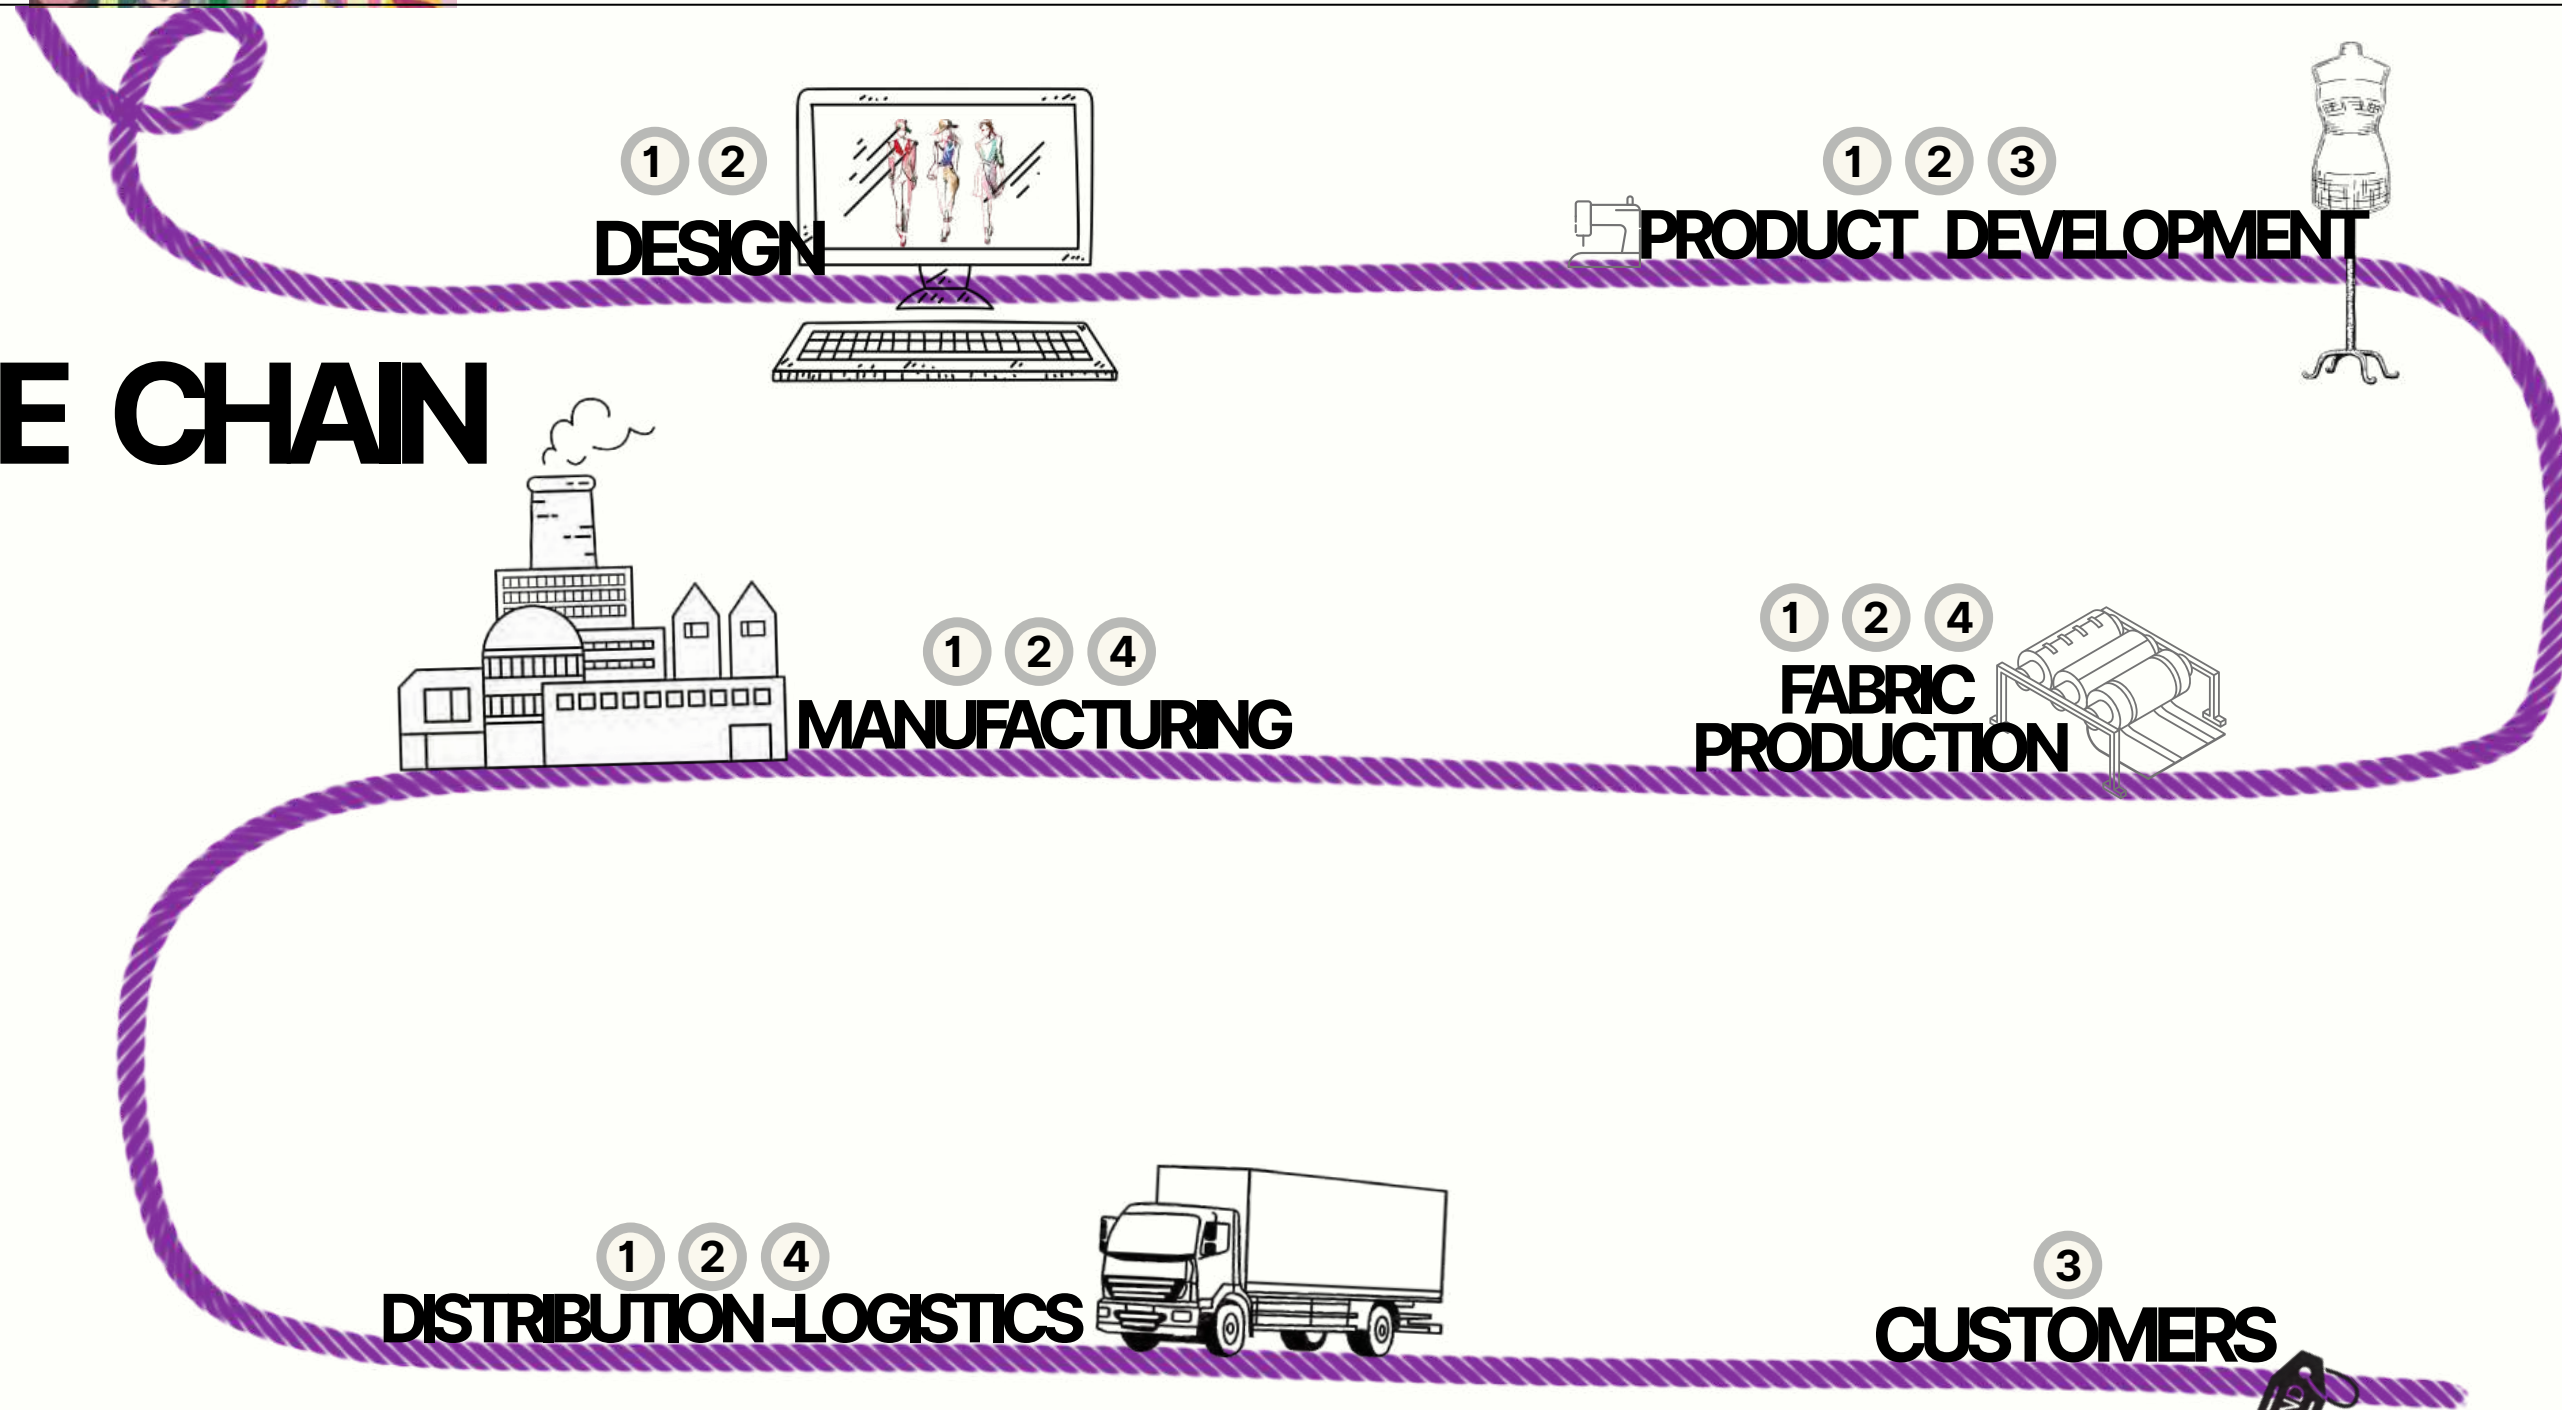 1 2
DESIGN
1 2 3
PRODUCT DEVELOPMENT
E CHAIN
1 2 4
FABRIC
PRODUCTION
1 2 4
MANUFACTURING
1 2 4
DISTRIBUTION-LOGISTICS
3
CUSTOMERS